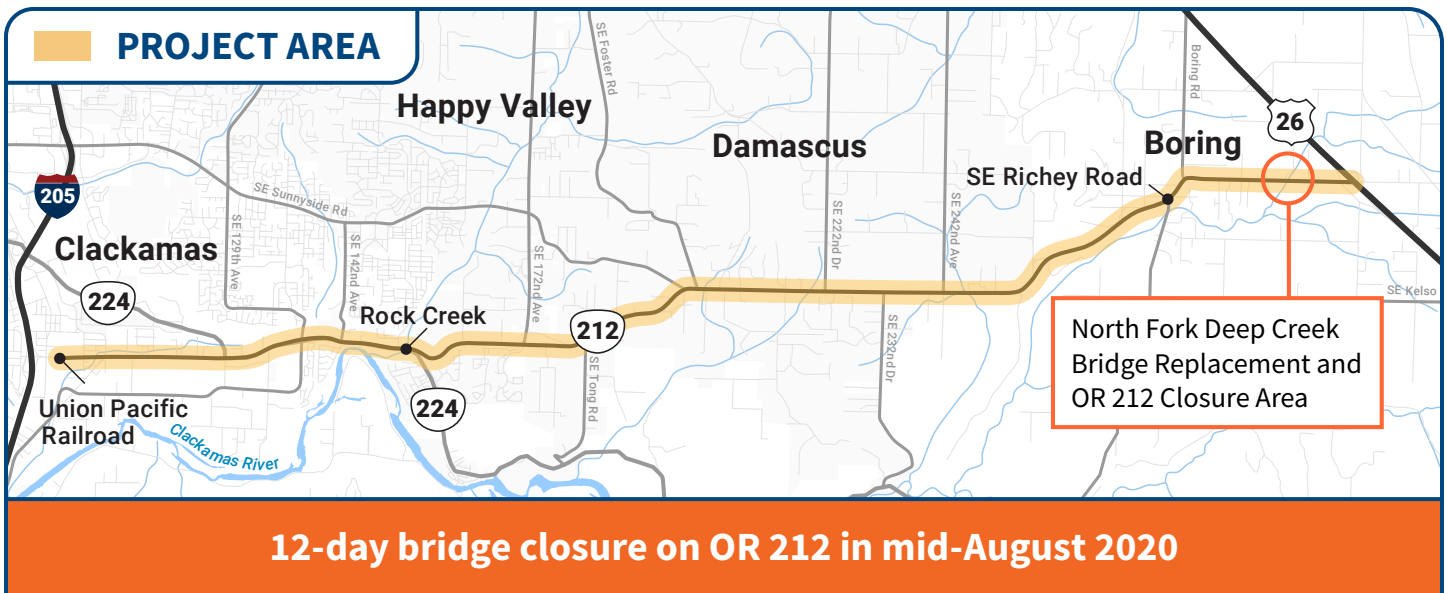 PROJECT AREA
SE Foster Rd
Boring Rd
Happy Valley
26
Damascus
Boring
SE Richey Road
205
SE Sunnyside Rd
SE 129th Ave
SE 142nd Ave
SE 172nd Ave
SE 222nd Dr
SE 242nd Ave
Clackamas
224
Rock Creek
212
SE Kelso
North Fork Deep Creek
Bridge Replacement and
OR 212 Closure Area
SE 232nd Dr
SE Tong Rd
224
Union Pacific
Railroad
Clackamas River
12-day bridge closure on OR 212 in mid-August 2020